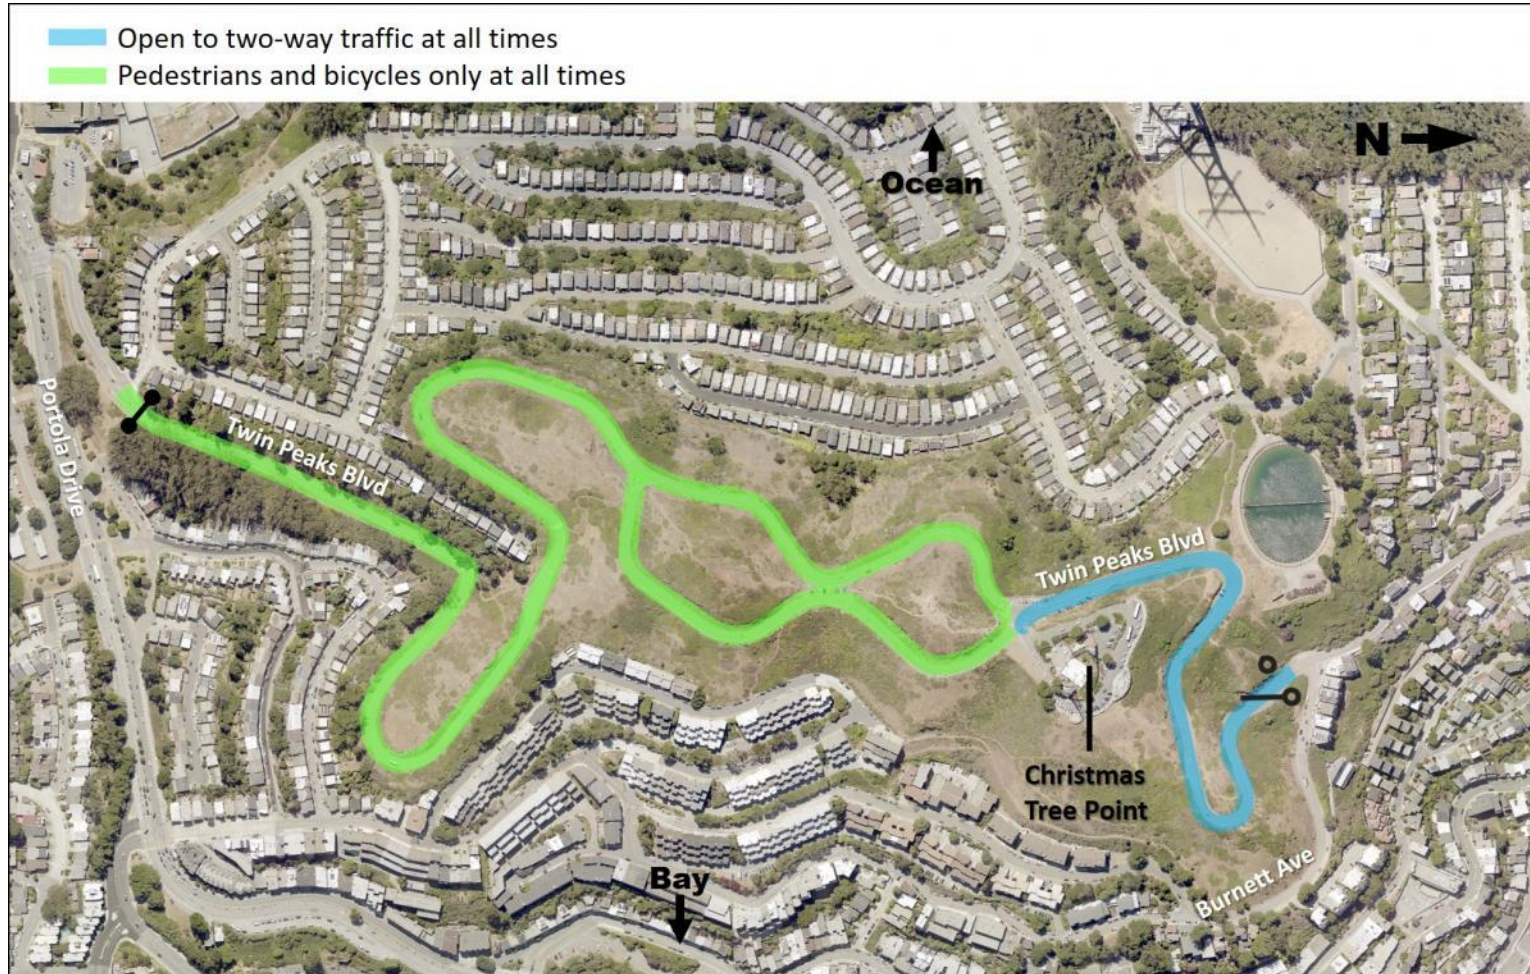 Open to two-way traffic at all times
Pedestrians and bicycles only at all times
N
Ocean
Portola Drive
Twin Peaks Blvd
Twin Peaks Blvd
Christmas
Tree Point
Bay
Burnett Ave